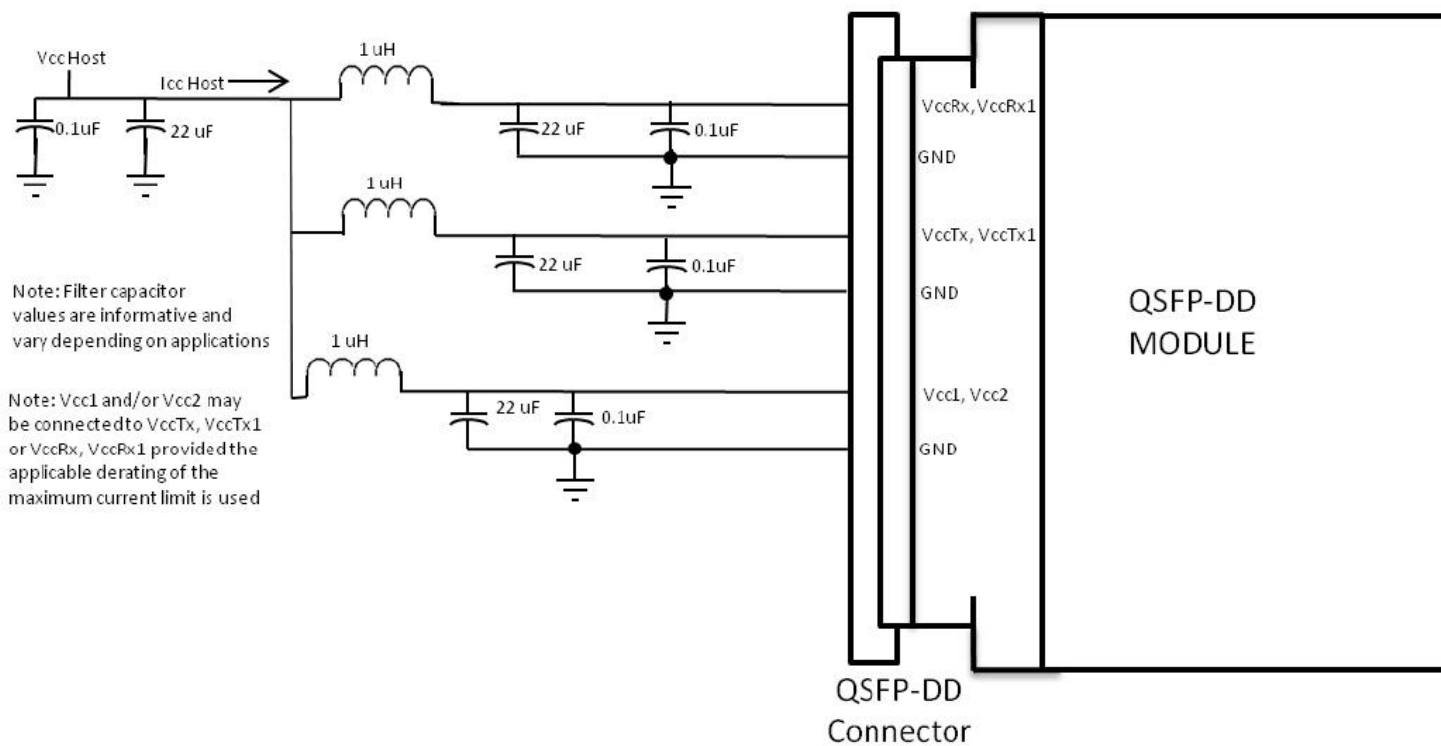 Vcc Host
Icc Host
0.1uF
22 uF
1 uH
22 uF
0.1uF
VccRx, VccRx1
GND
1 uH
22 uF
0.1uF
VccTx, VccTx1
GND
Note: Filter capacitor
values are informative and
vary depending on applications
1 uH
22 uF
0.1uF
Vcc1, Vcc2
GND
Note: Vcc1 and/or Vcc2 may
be connected to VccTx, VccTx1
or VccRx, VccRx1 provided the
applicable derating of the
maximum current limit is used
QSFP-DD
MODULE
QSFP-DD
Connector